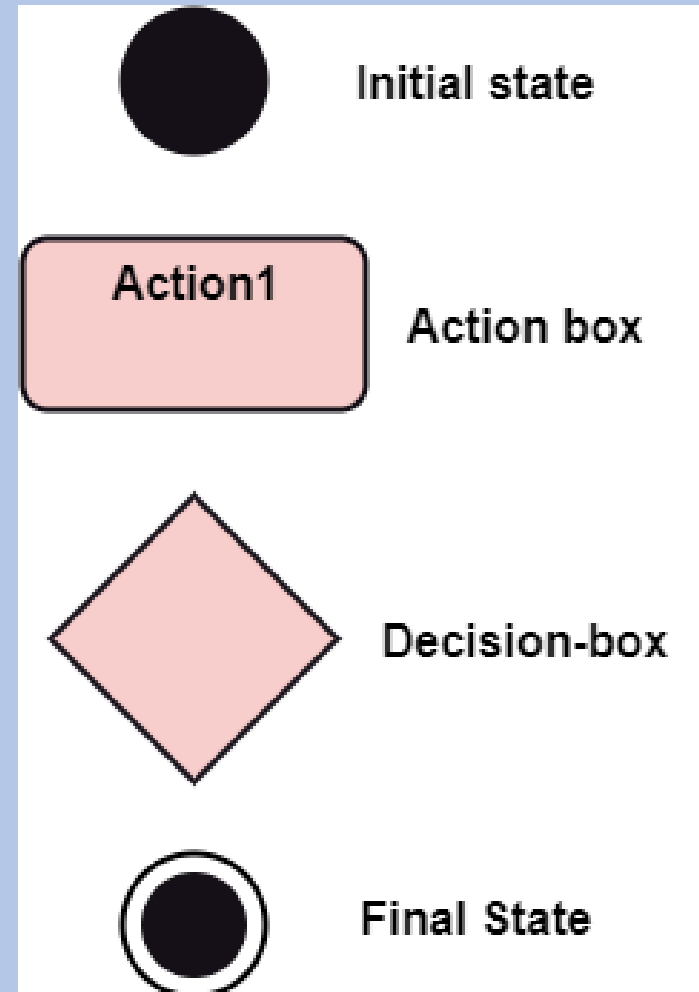 Initial state
Action1
Action box
Decision-box
Final State